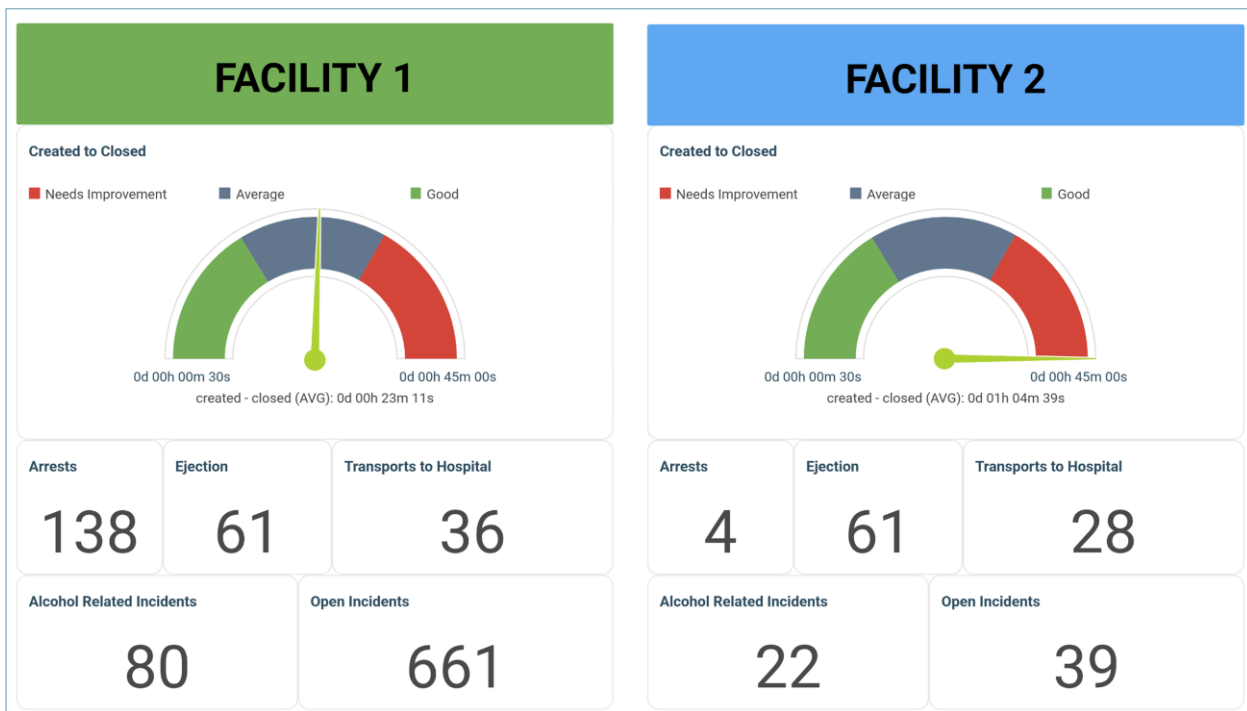 FACILITY 1
Created to Closed
Needs Improvement
Average
Good
0d 00h 00m 30s
0d 00h 45m 00s
created - closed (AVG): 0d 00h 23m 11s
Arrests
Ejection
Transports to Hospital
138
61
36
Alcohol Related Incidents
Open Incidents
80
661
FACILITY 2
Created to Closed
Needs Improvement
Average
Good
0d 00h 00m 30s
0d 00h 45m 00s
created - closed (AVG): 0d 01h 04m 39s
Arrests
Ejection
Transports to Hospital
4
61
28
Alcohol Related Incidents
Open Incidents
22
39